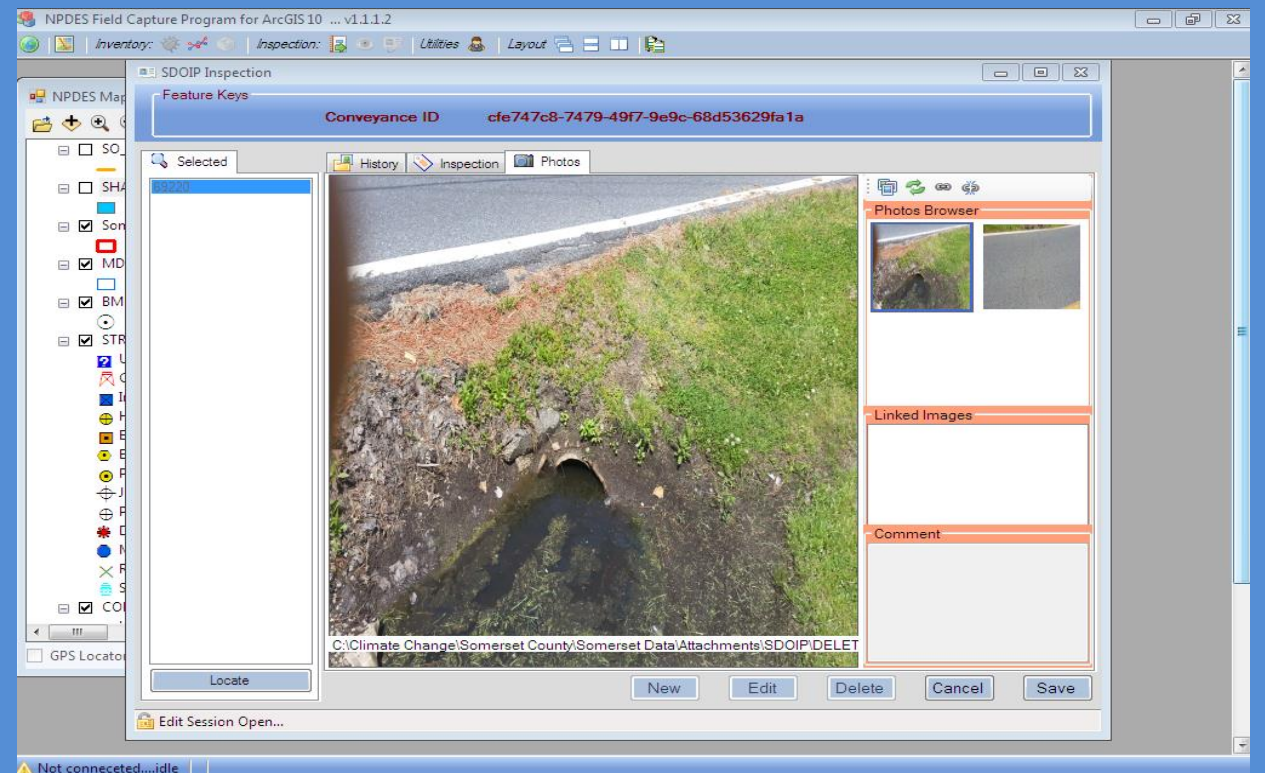 NPDES Field Capture Program for ArcGIS 10 ... v1.1.1.2
Inventory: Inspection: Utilities Layout
SDOIP Inspection
NPDES Map
Feature Keys
Conveyance ID cfe747c8-7479-49f7-9e9c-68d53629fa1a
SO_
SHA
Som
MD
BM
STR
U
C
In
H
E
E
P
J
P
D
M
R
S
CO
GPS Locator
Selected
69220
Locate
History Inspection Photos
C:\Climate Change\Somerset County\Somerset Data\Attachments\SDOIP\DELET
Photos Browser
Linked Images
Comment
New Edit Delete Cancel Save
Edit Session Open...
Not conneceted....idle